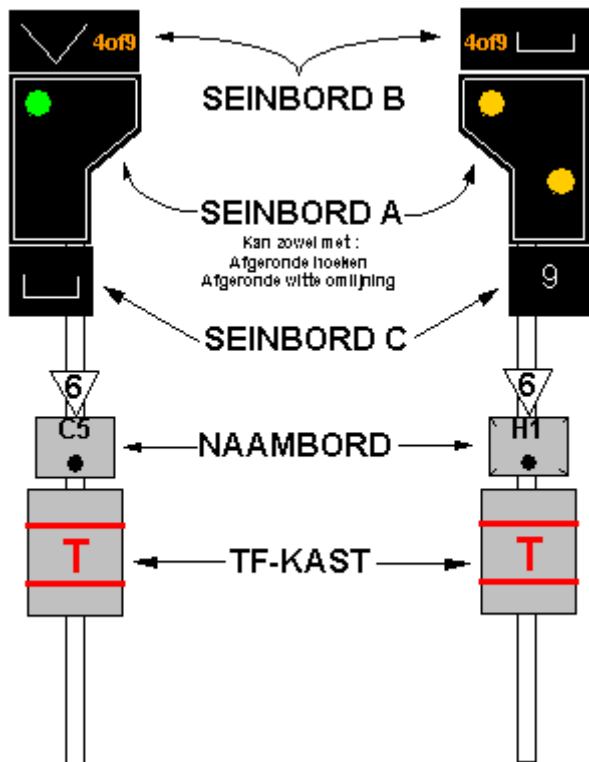 4of9 4of9
SEINBORD B
SEINBORD A
Kan zowel met :
Afgeronde hoeken
Afgeronde witte omlijning
9
SEINBORD C
6 6
C5 H1
NAAMBORD
T TF-KAST T